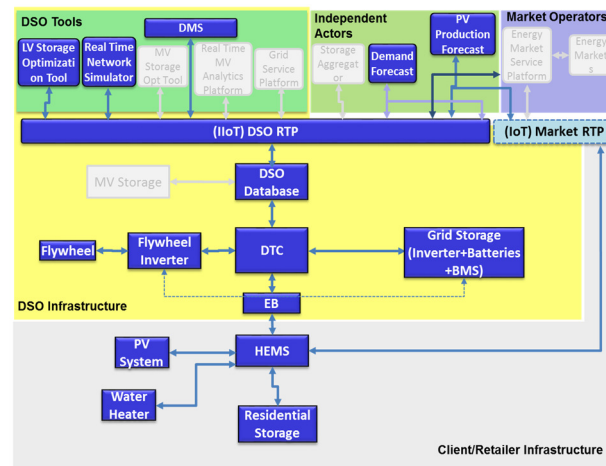 DSO Tools
DMS
LV Storage
Optimizati
on Tool
Real Time
Network
Simulator
MV
Storage
Opt Tool
Real Time
MV
Analytics
Platform
Grid
Service
Platform
Independent
Actors
Storage
Aggregat
or
Demand
Forecast
PV
Production
Forecast
Market Operators
Energy
Market
Service
Platform
Energy
Market
s
(IIoT) DSO RTP
(IoT) Market RTP
MV Storage
DSO
Database
Flywheel
Flywheel
Inverter
DTC
Grid Storage
(Inverter+Batteries
+BMS)
EB
DSO Infrastructure
PV
System
HEMS
Water
Heater
Residential
Storage
Client/Retailer Infrastructure